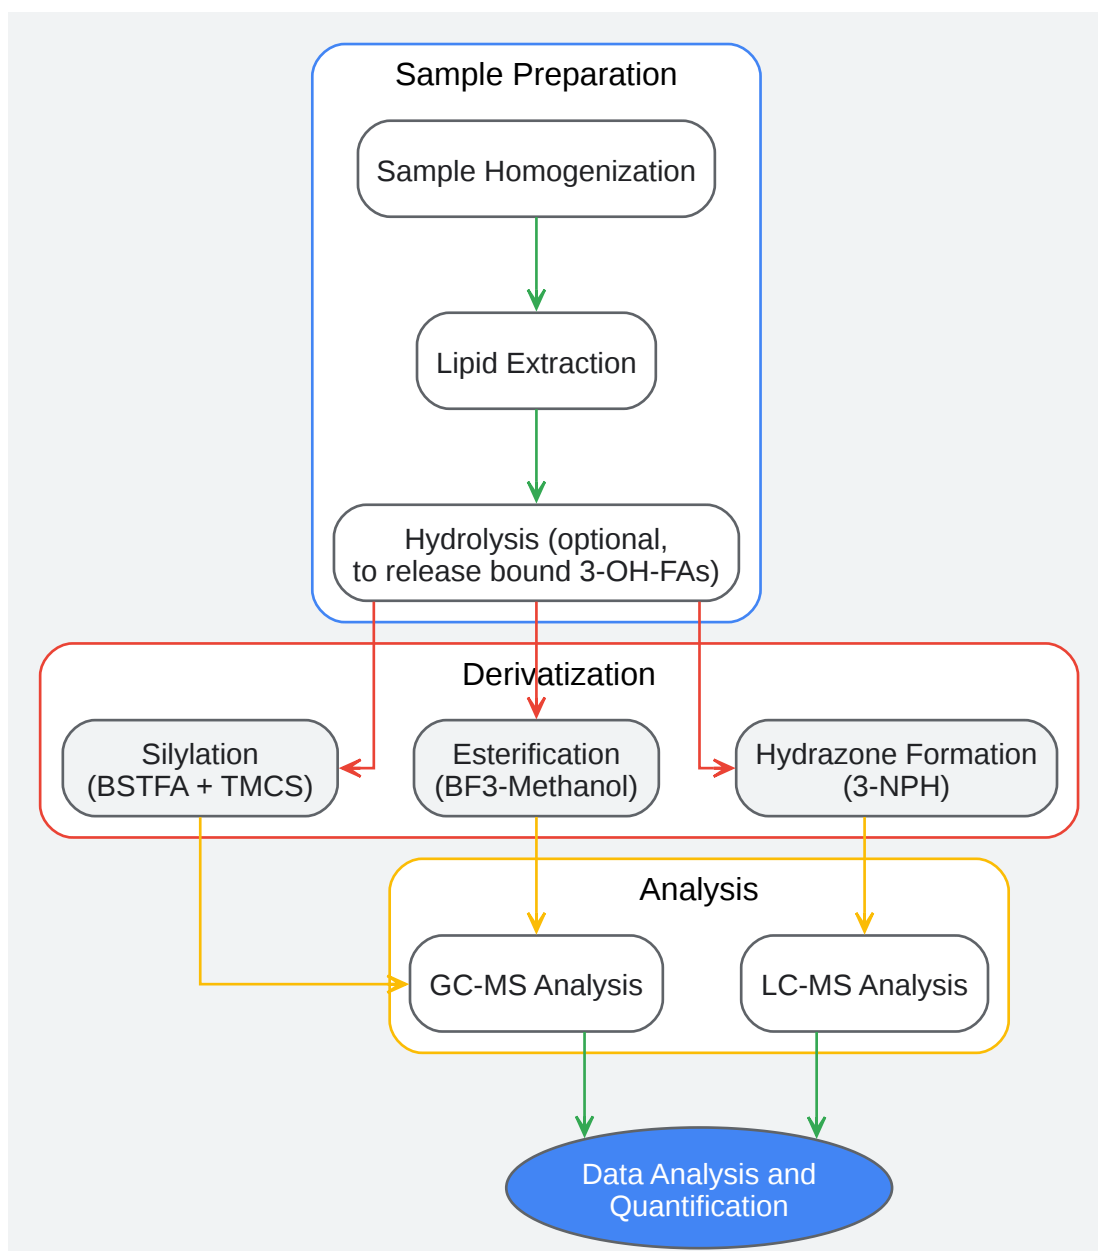 Sample Preparation
Sample Homogenization
Lipid Extraction
Hydrolysis (optional,
to release bound 3-OH-FAs)
Derivatization
Silylation
(BSTFA + TMCS)
Esterification
(BF3-Methanol)
Hydrazone Formation
(3-NPH)
Analysis
GC-MS Analysis
LC-MS Analysis
Data Analysis and
Quantification